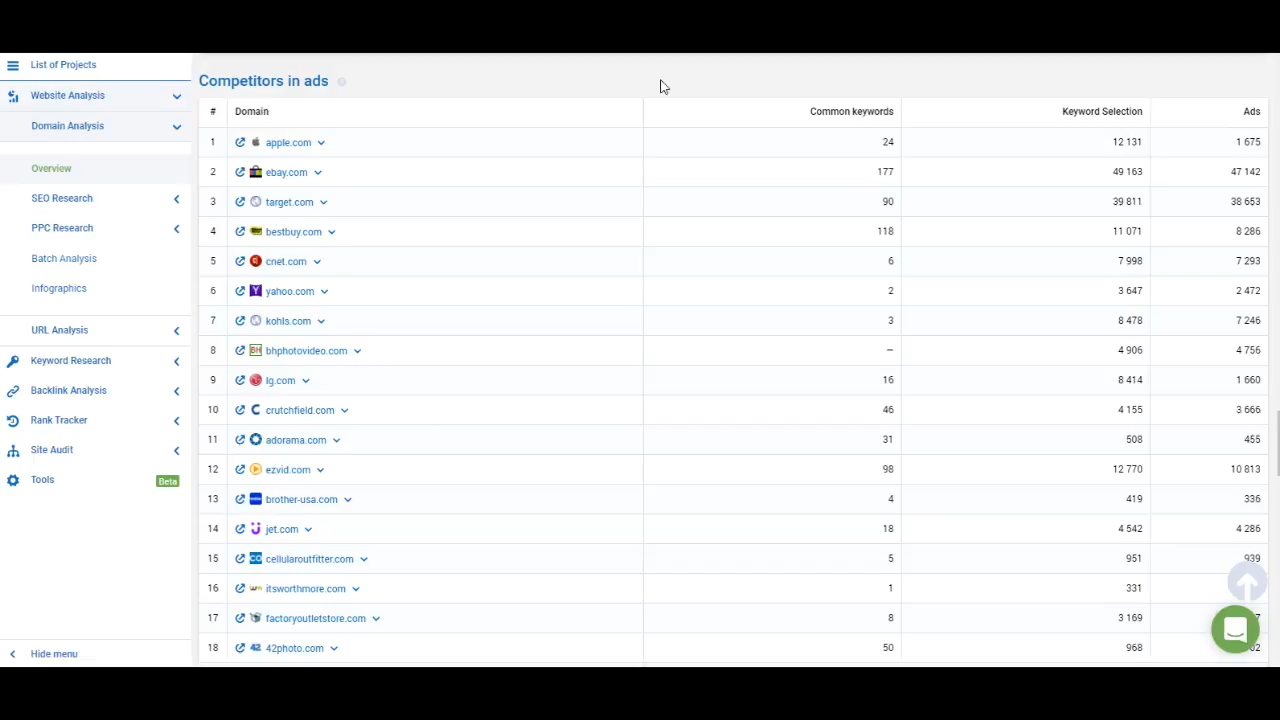 List of Projects
Website Analysis
Domain Analysis
Overview
SEO Research
PPC Research
Batch Analysis
Infographics
URL Analysis
Keyword Research
Backlink Analysis
Rank Tracker
Site Audit
Tools Beta
Hide menu
Competitors in ads
# Domain Common keywords Keyword Selection Ads
1 apple.com 24 12 131 1 675
2 ebay.com 177 49 163 47 142
3 target.com 90 39 811 38 653
4 bestbuy.com 118 11 071 8 286
5 cnet.com 6 7 998 7 293
6 yahoo.com 2 3 647 2 472
7 kohls.com 3 8 478 7 246
8 BH bhphotovideo.com – 4 906 4 756
9 lg.com 16 8 414 1 660
10 crutchfield.com 46 4 155 3 666
11 adorama.com 31 508 455
12 ezvid.com 98 12 770 10 813
13 brother-usa.com 4 419 336
14 jet.com 18 4 542 4 286
15 CO cellularoutfitter.com 5 951 939
16 itsworthmore.com 1 331
17 factoryoutletstore.com 8 3 169
18 42 42photo.com 50 968